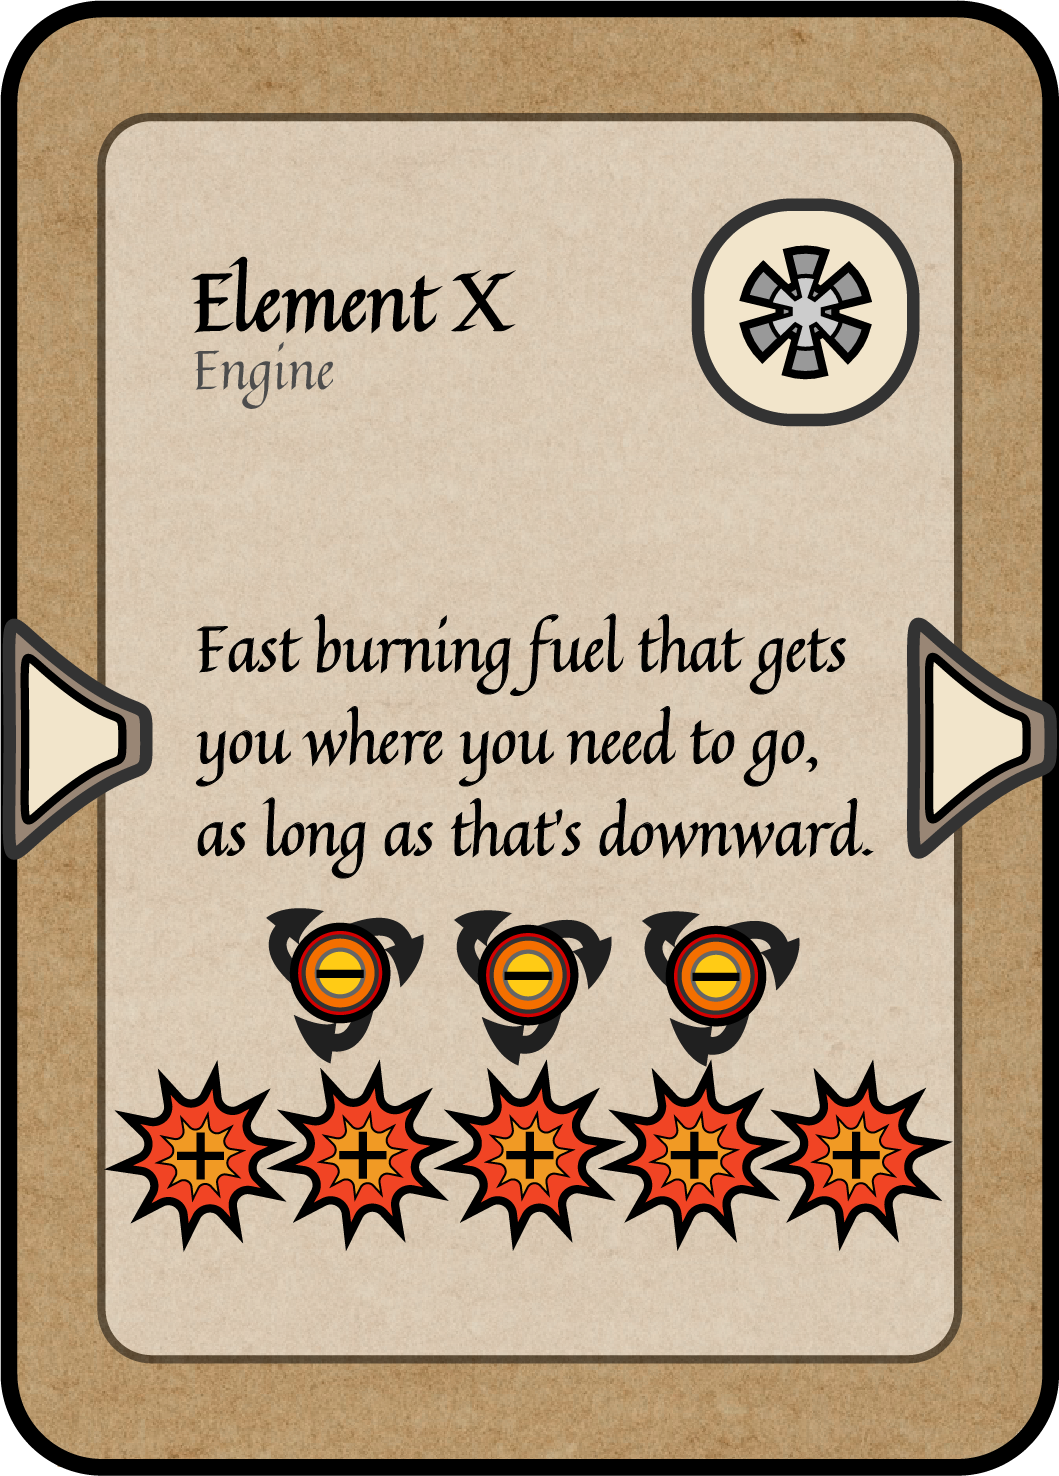 Element X
Engine
Fast burning fuel that gets
you where you need to go,
as long as that's downward.